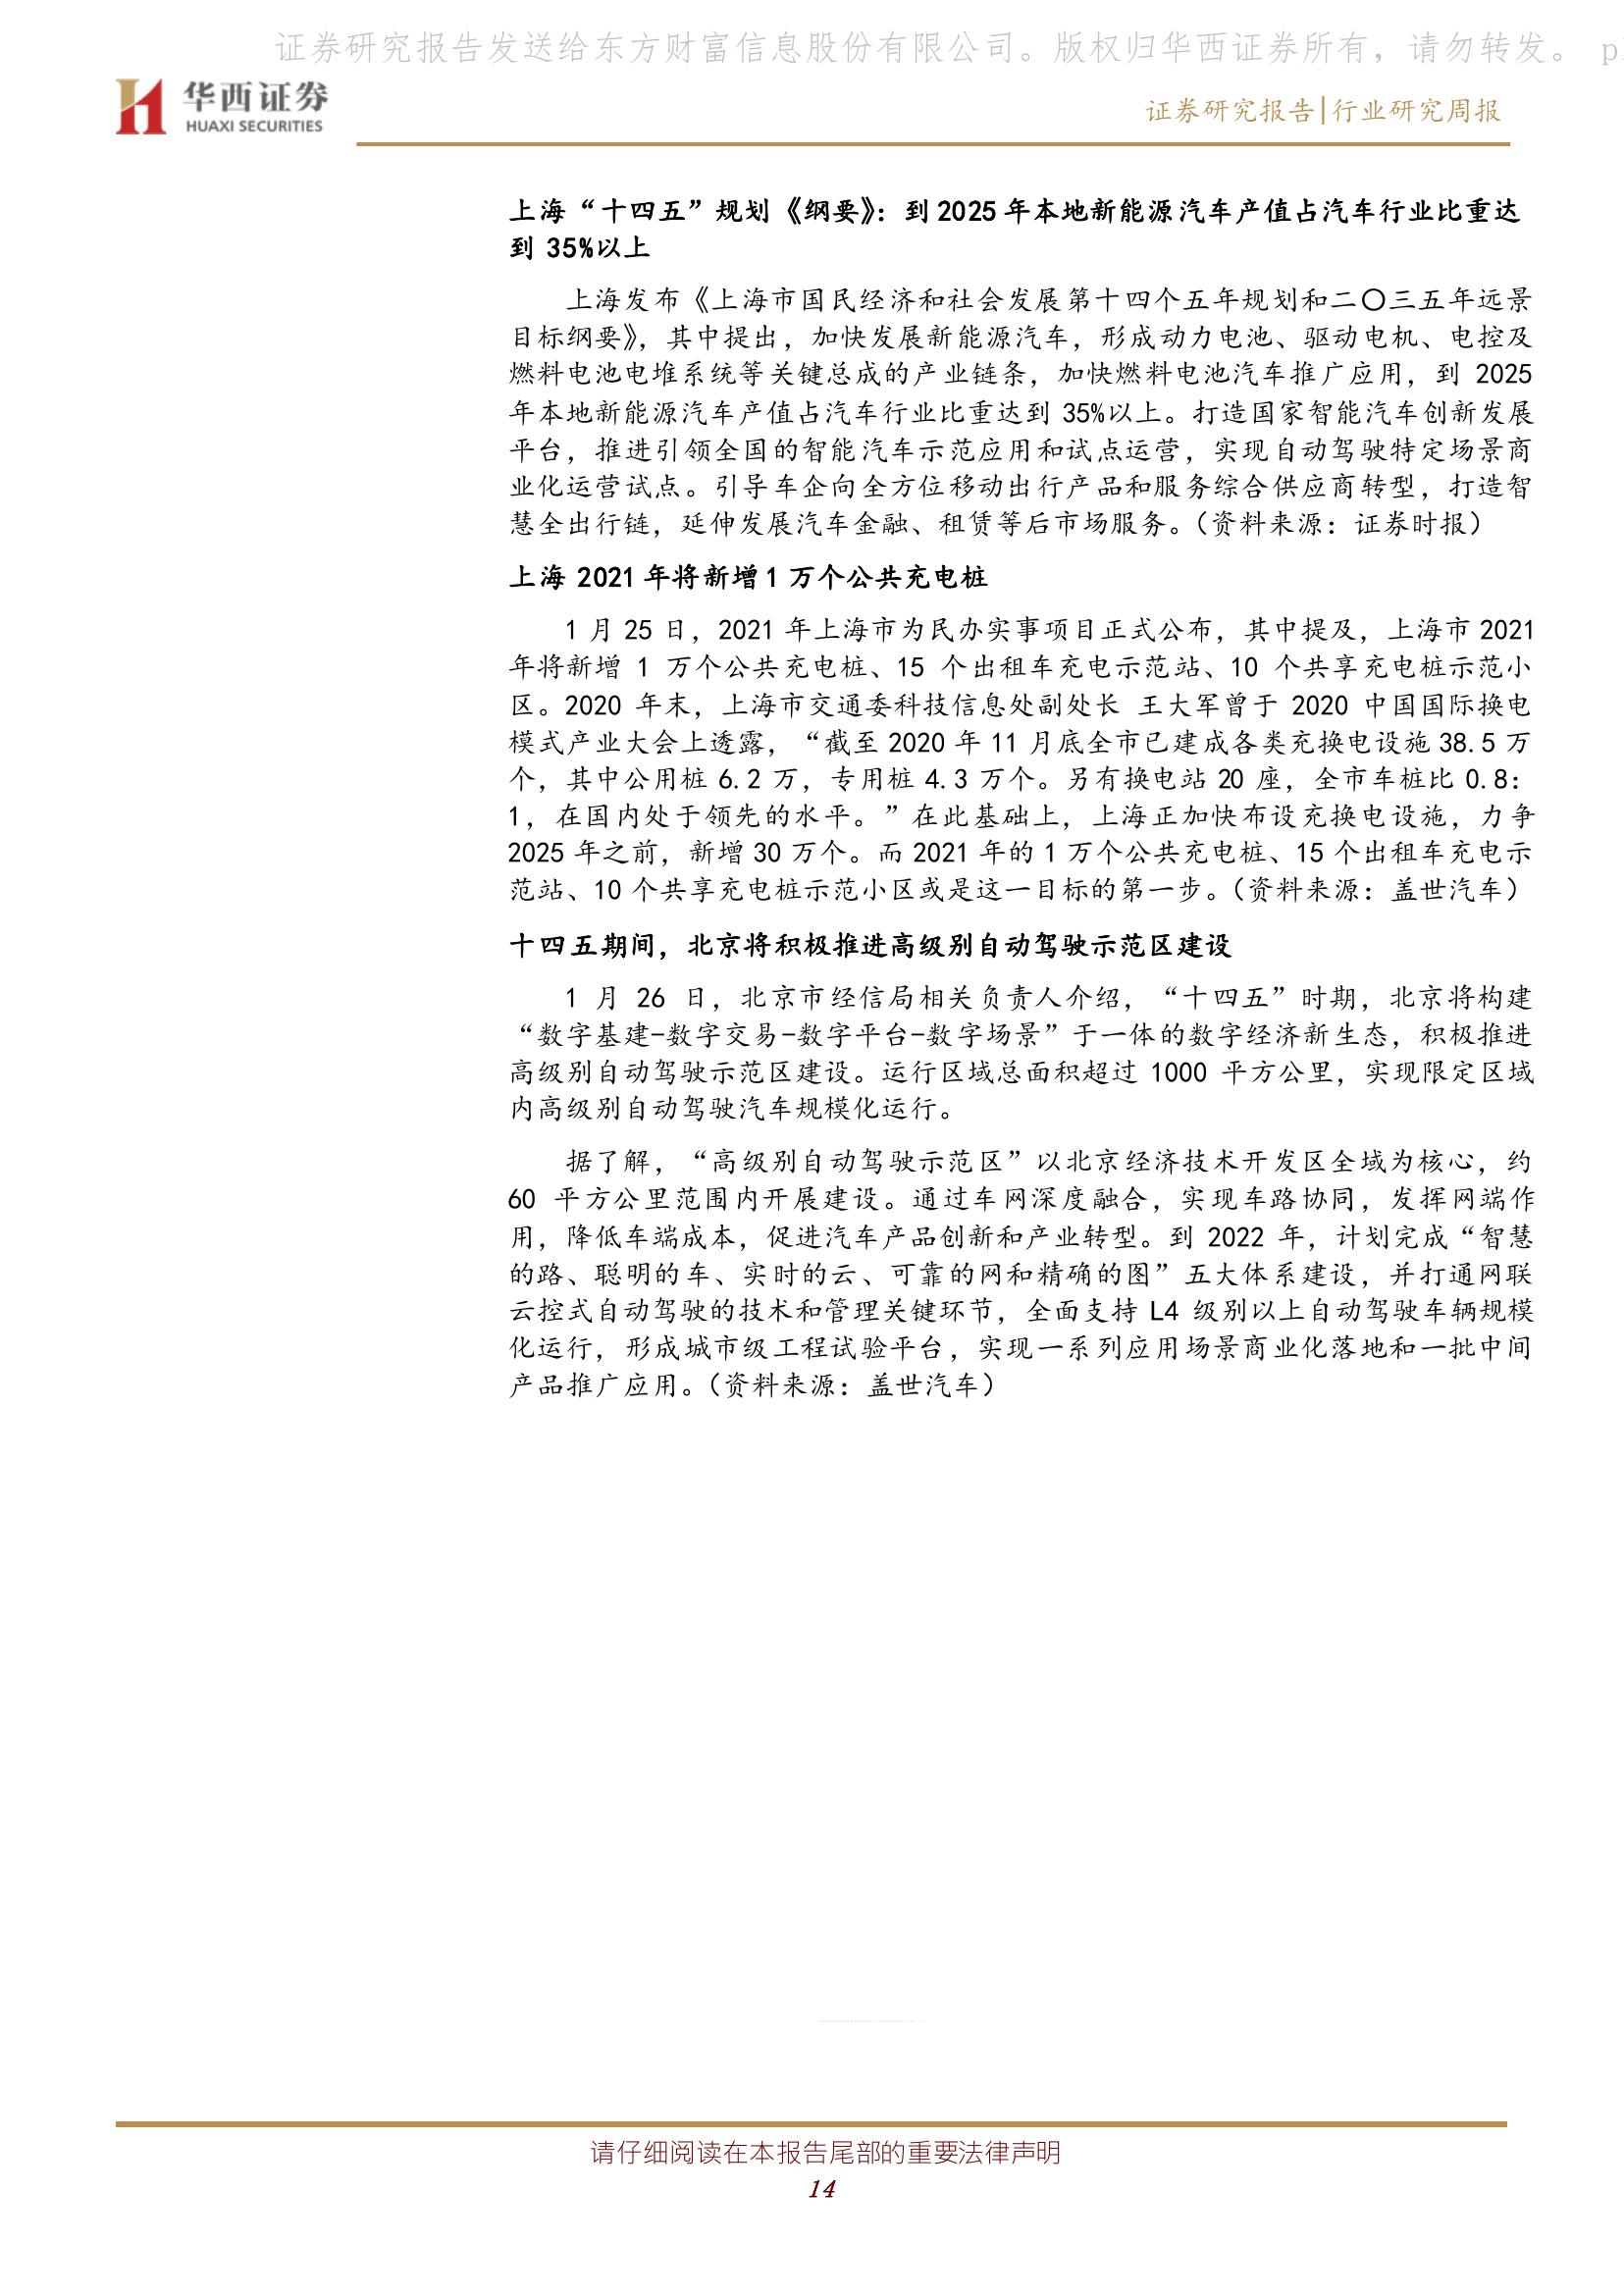 证券研究报告发送给东方财富信息股份有限公司。版权归华西证券所有，请勿转发。 p
华西证券
HUAXI SECURITIES
证券研究报告|行业研究周报
上海“十四五”规划《纲要》：到 2025 年本地新能源汽车产值占汽车行业比重达
到 35%以上
上海发布《上海市国民经济和社会发展第十四个五年规划和二〇三五年远景
目标纲要》，其中提出，加快发展新能源汽车，形成动力电池、驱动电机、电控及
燃料电池电堆系统等关键总成的产业链条，加快燃料电池汽车推广应用，到 2025
年本地新能源汽车产值占汽车行业比重达到 35%以上。打造国家智能汽车创新发展
平台，推进引领全国的智能汽车示范应用和试点运营，实现自动驾驶特定场景商
业化运营试点。引导车企向全方位移动出行产品和服务综合供应商转型，打造智
慧全出行链，延伸发展汽车金融、租赁等后市场服务。（资料来源：证券时报）
上海 2021 年将新增 1 万个公共充电桩
1 月 25 日，2021 年上海市为民办实事项目正式公布，其中提及，上海市 2021
年将新增 1 万个公共充电桩、15 个出租车充电示范站、10 个共享充电桩示范小
区。2020 年末，上海市交通委科技信息处副处长 王大军曾于 2020 中国国际换电
模式产业大会上透露，“截至 2020 年 11 月底全市已建成各类充换电设施 38.5 万
个，其中公用桩 6.2 万，专用桩 4.3 万个。另有换电站 20 座，全市车桩比 0.8：
1，在国内处于领先的水平。”在此基础上，上海正加快布设充换电设施，力争
2025 年之前，新增 30 万个。而 2021 年的 1 万个公共充电桩、15 个出租车充电示
范站、10 个共享充电桩示范小区或是这一目标的第一步。（资料来源：盖世汽车）
十四五期间，北京将积极推进高级别自动驾驶示范区建设
1 月 26 日，北京市经信局相关负责人介绍，“十四五”时期，北京将构建
“数字基建-数字交易-数字平台-数字场景”于一体的数字经济新生态，积极推进
高级别自动驾驶示范区建设。运行区域总面积超过 1000 平方公里，实现限定区域
内高级别自动驾驶汽车规模化运行。
据了解，“高级别自动驾驶示范区”以北京经济技术开发区全域为核心，约
60 平方公里范围内开展建设。通过车网深度融合，实现车路协同，发挥网端作
用，降低车端成本，促进汽车产品创新和产业转型。到 2022 年，计划完成“智慧
的路、聪明的车、实时的云、可靠的网和精确的图”五大体系建设，并打通网联
云控式自动驾驶的技术和管理关键环节，全面支持 L4 级别以上自动驾驶车辆规模
化运行，形成城市级工程试验平台，实现一系列应用场景商业化落地和一批中间
产品推广应用。（资料来源：盖世汽车）
请仔细阅读在本报告尾部的重要法律声明
14